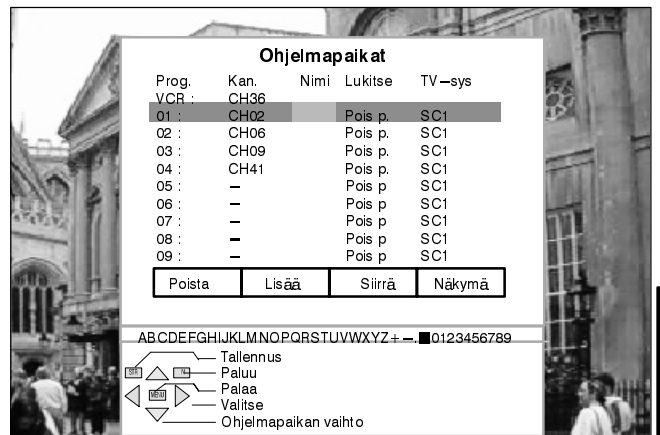 Ohjelmapaikat
Prog. Kan. Nimi Lukitse TV-sys
VCR : CH36
01 : CH02 Pois p. SC1
02 : CH06 Pois p. SC1
03 : CH09 Pois p. SC1
04 : CH41 Pois p. SC1
05 : – Pois p SC1
06 : – Pois p SC1
07 : – Pois p SC1
08 : – Pois p SC1
09 : – Pois p SC1
Poista Lisää Siirrä Näkymä
ABCDEFGHIJKLMNOPQRSTUVWXYZ+–.■0123456789
Tallennus
STR N Paluu
Palaa
MENU Valitse
Ohjelmapaikan vaihto